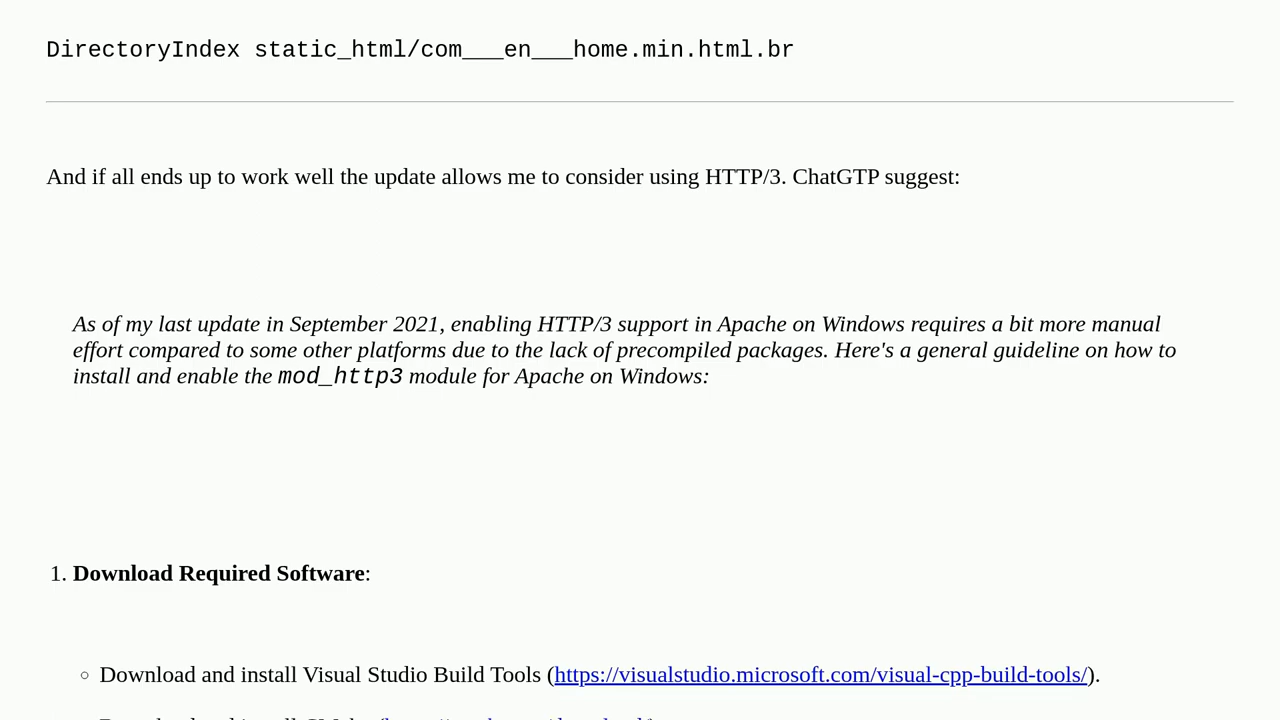 DirectoryIndex static_html/com___en___home.min.html.br
And if all ends up to work well the update allows me to consider using HTTP/3. ChatGTP suggest:
As of my last update in September 2021, enabling HTTP/3 support in Apache on Windows requires a bit more manual
effort compared to some other platforms due to the lack of precompiled packages. Here's a general guideline on how to
install and enable the mod_http3 module for Apache on Windows:
1. Download Required Software:
○ Download and install Visual Studio Build Tools (https://visualstudio.microsoft.com/visual-cpp-build-tools/).